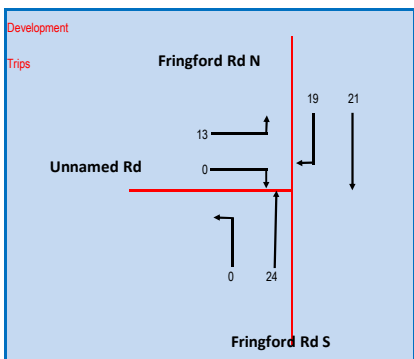 Development
Trips
Fringford Rd N
19 21
13
0
Unnamed Rd
0 24
Fringford Rd S